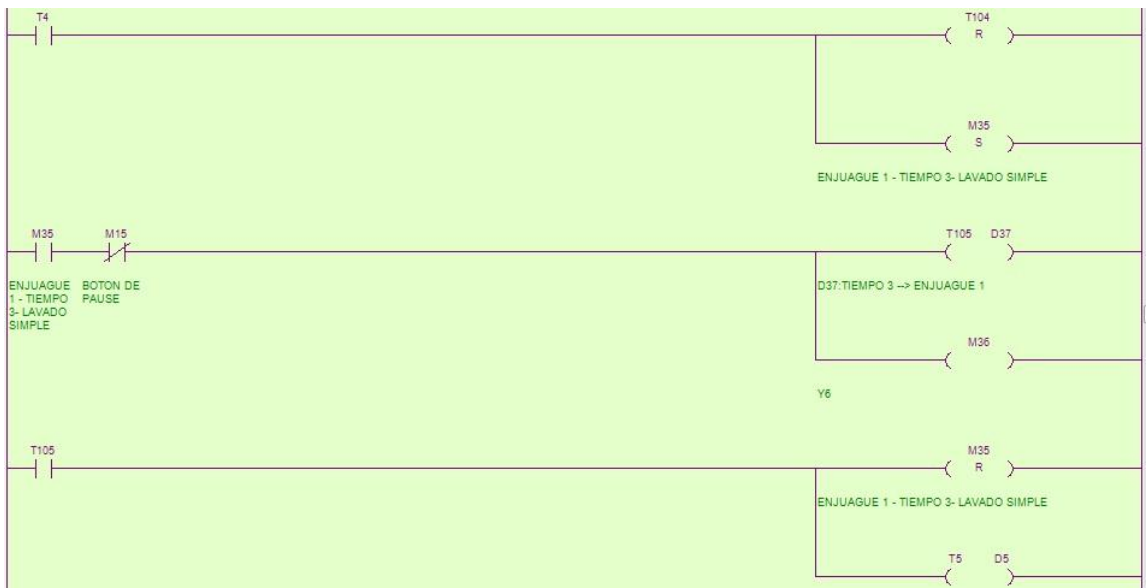 T4
T104
R
M35
S
ENJUAGUE 1 - TIEMPO 3- LAVADO SIMPLE
M35
M15
T105 D37
ENJUAGUE
1 - TIEMPO
3- LAVADO
SIMPLE
BOTON DE
PAUSE
D37:TIEMPO 3 --> ENJUAGUE 1
M36
Y6
T105
M35
R
ENJUAGUE 1 - TIEMPO 3- LAVADO SIMPLE
T5 D5